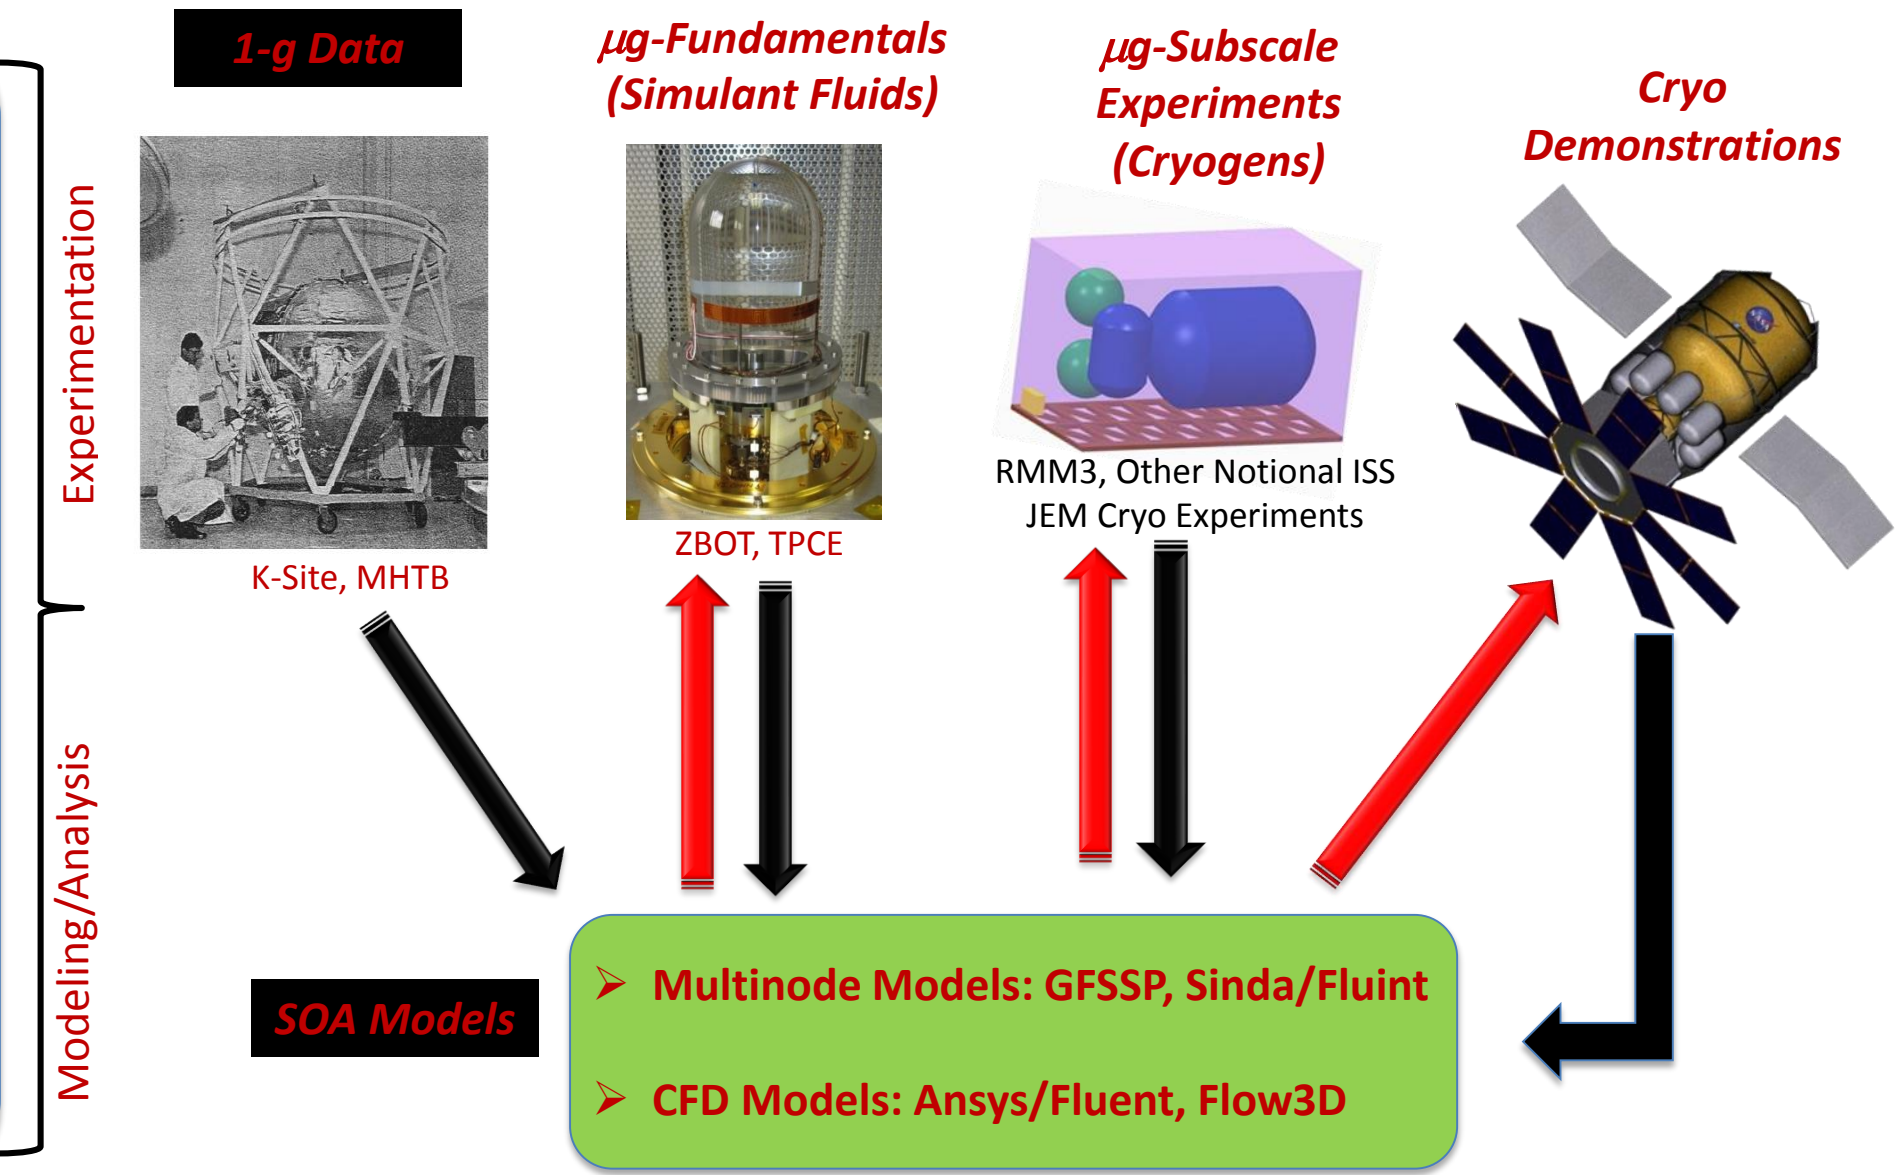 1-g Data
μg-Fundamentals
(Simulant Fluids)
μg-Subscale
Experiments
(Cryogens)
Cryo
Demonstrations
Experimentation
NASA
K-Site, MHTB
ZBOT, TPCE
RMM3, Other Notional ISS
JEM Cryo Experiments
Modeling/Analysis
SOA Models
➢ Multinode Models: GFSSP, Sinda/Fluint
➢ CFD Models: Ansys/Fluent, Flow3D